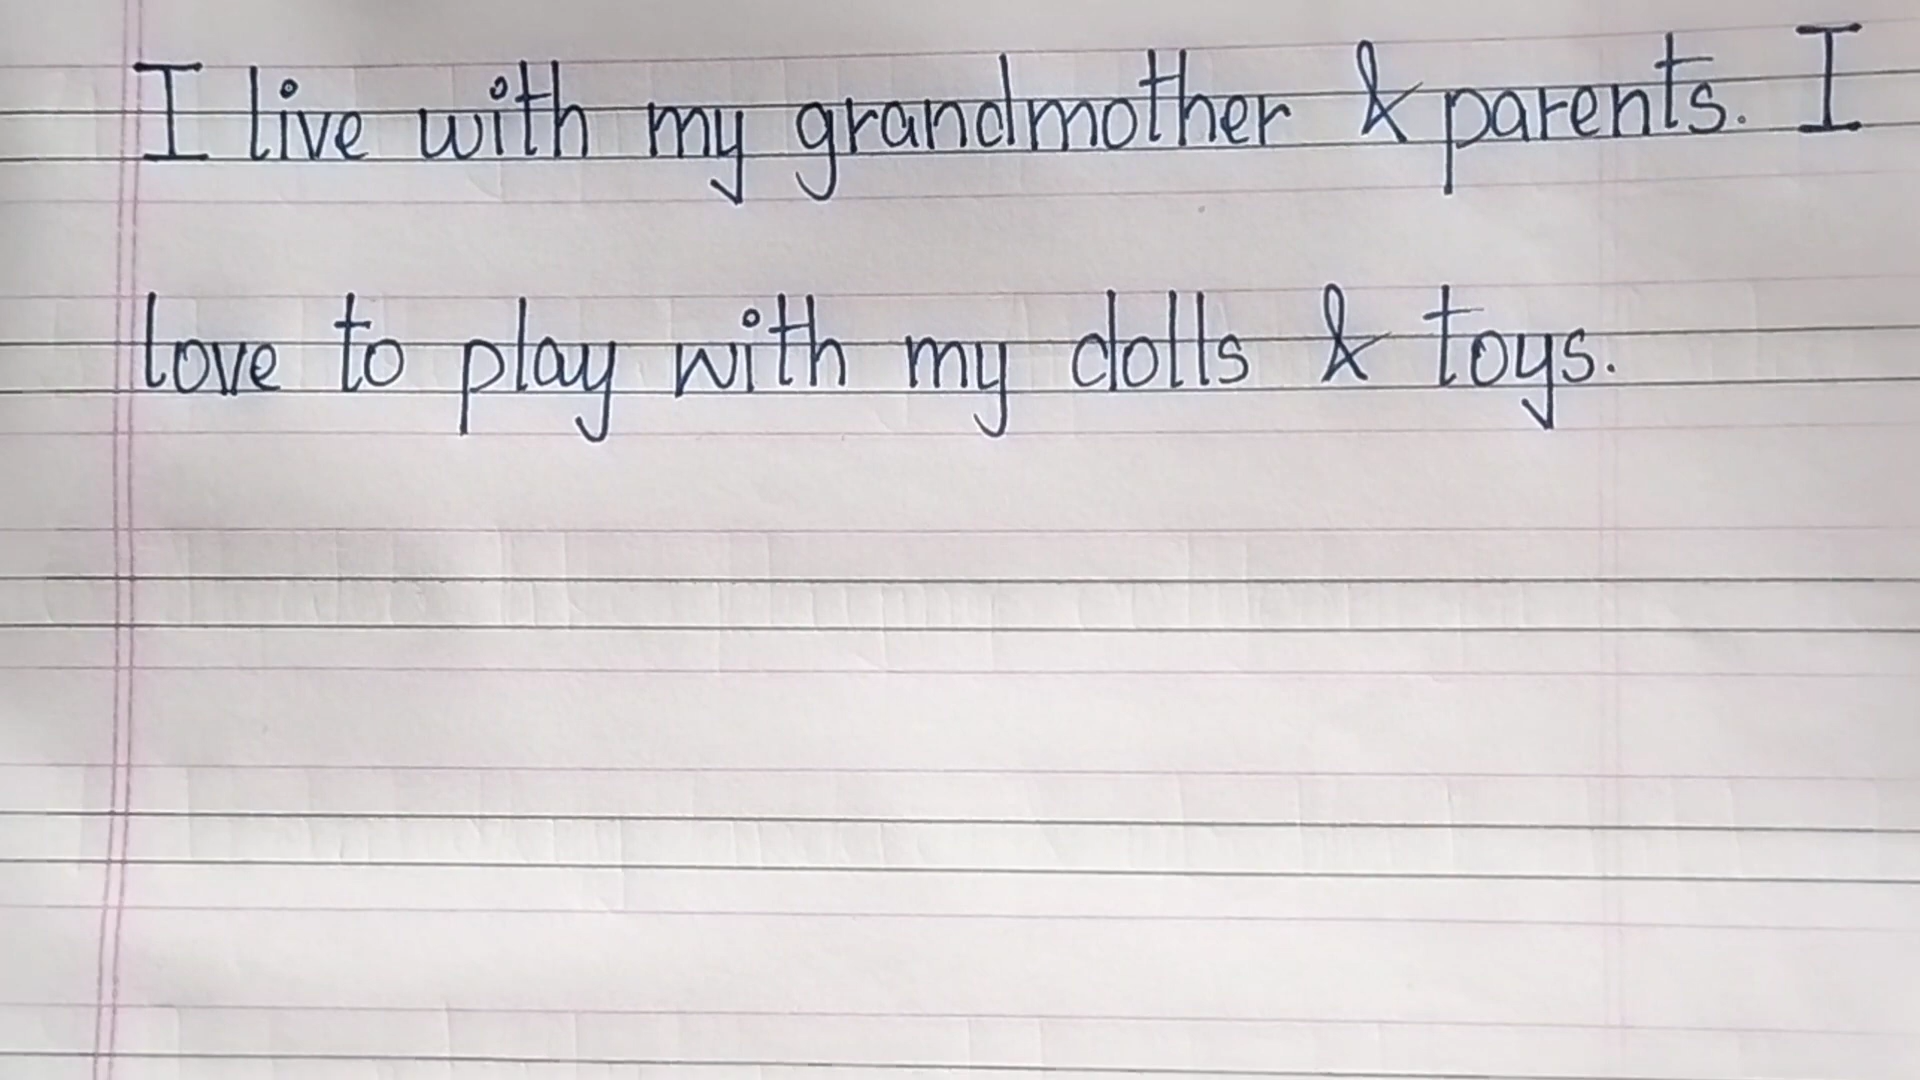 I live with my grandmother & parents. I
love to play with my dolls & toys.